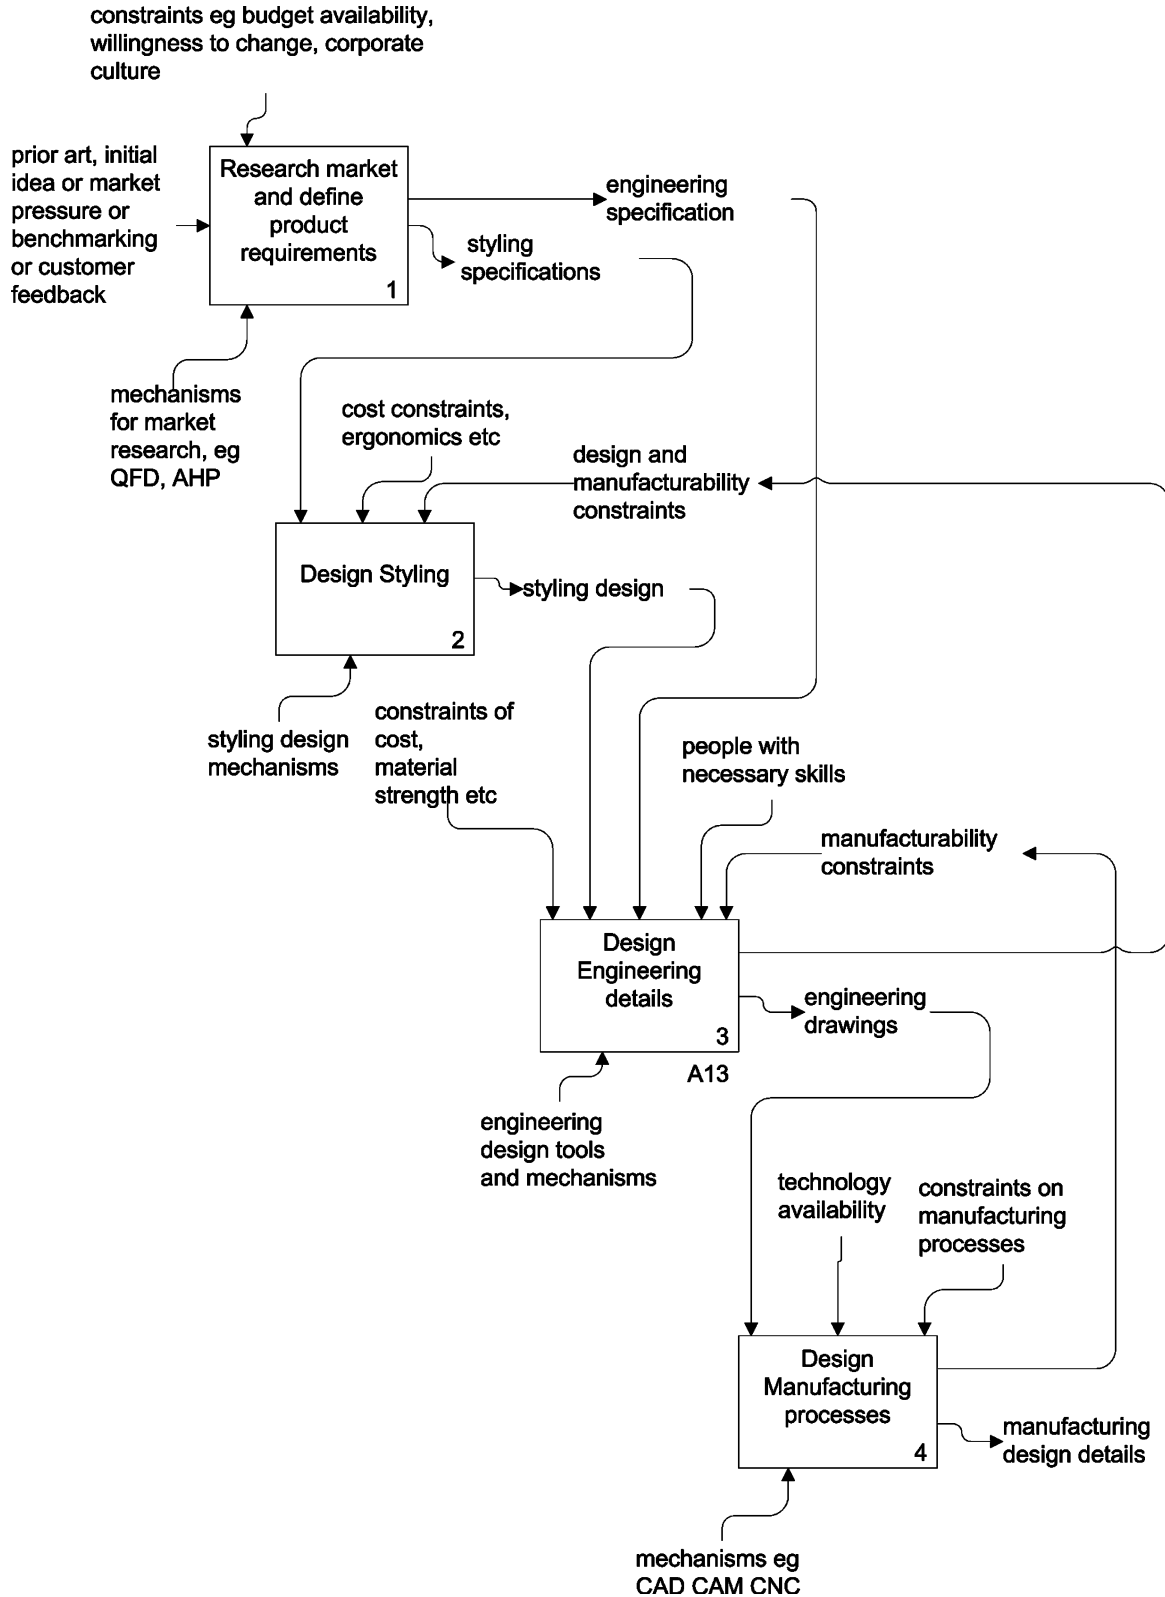 constraints eg budget availability,
willingness to change, corporate
culture
prior art, initial
idea or market
pressure or
benchmarking
or customer
feedback
Research market
and define
product
requirements
1
engineering
specification
styling
specifications
mechanisms
for market
research, eg
QFD, AHP
cost constraints,
ergonomics etc
design and
manufacturability
constraints
Design Styling
2
styling design
styling design
mechanisms
constraints of
cost,
material
strength etc
people with
necessary skills
manufacturability
constraints
Design
Engineering
details
3
A13
engineering
drawings
engineering
design tools
and mechanisms
technology
availability
constraints on
manufacturing
processes
Design
Manufacturing
processes
4
manufacturing
design details
mechanisms eg
CAD CAM CNC